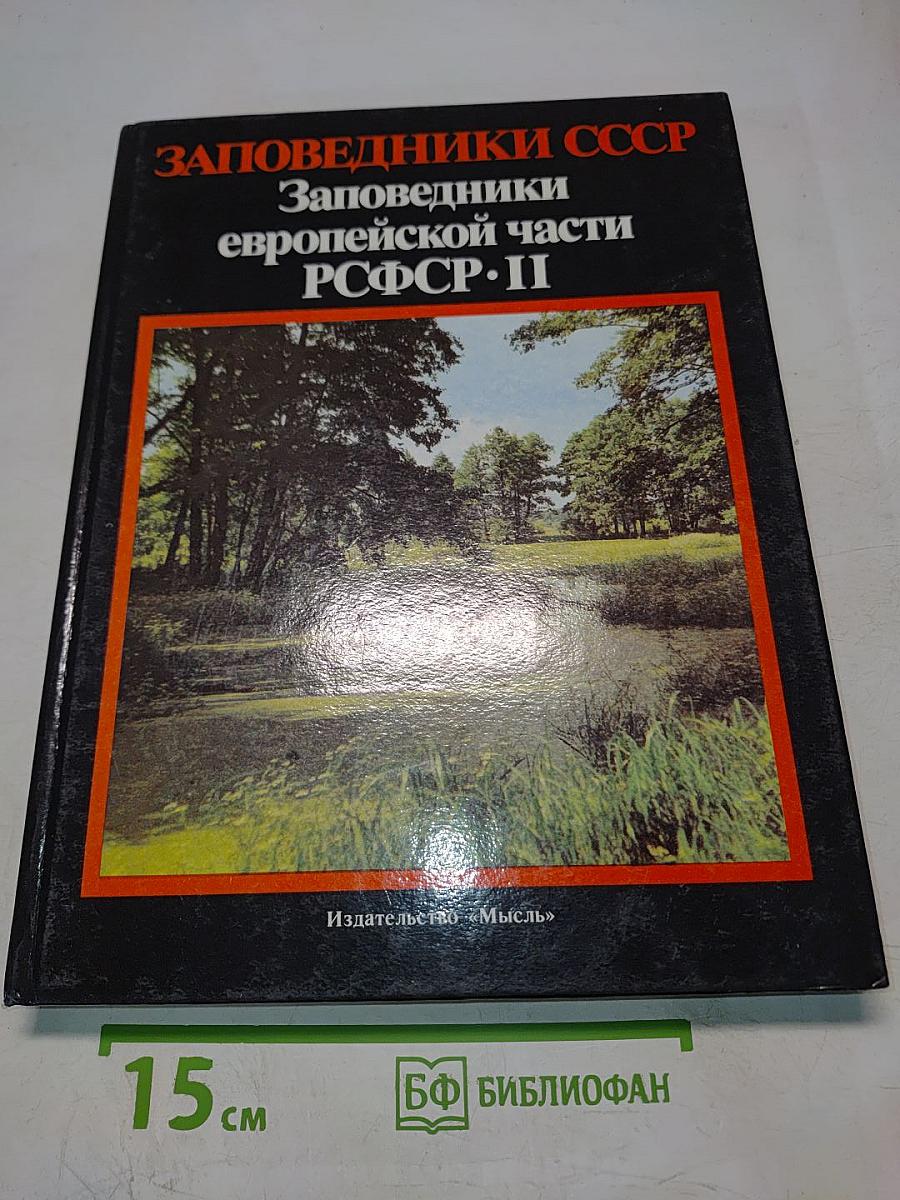 ЗАПОВЕДНИКИ СССР
Заповедники
европейской части
РСФСР·II
Издательство «Мысль»
15 см
БФ БИБЛИОФАН